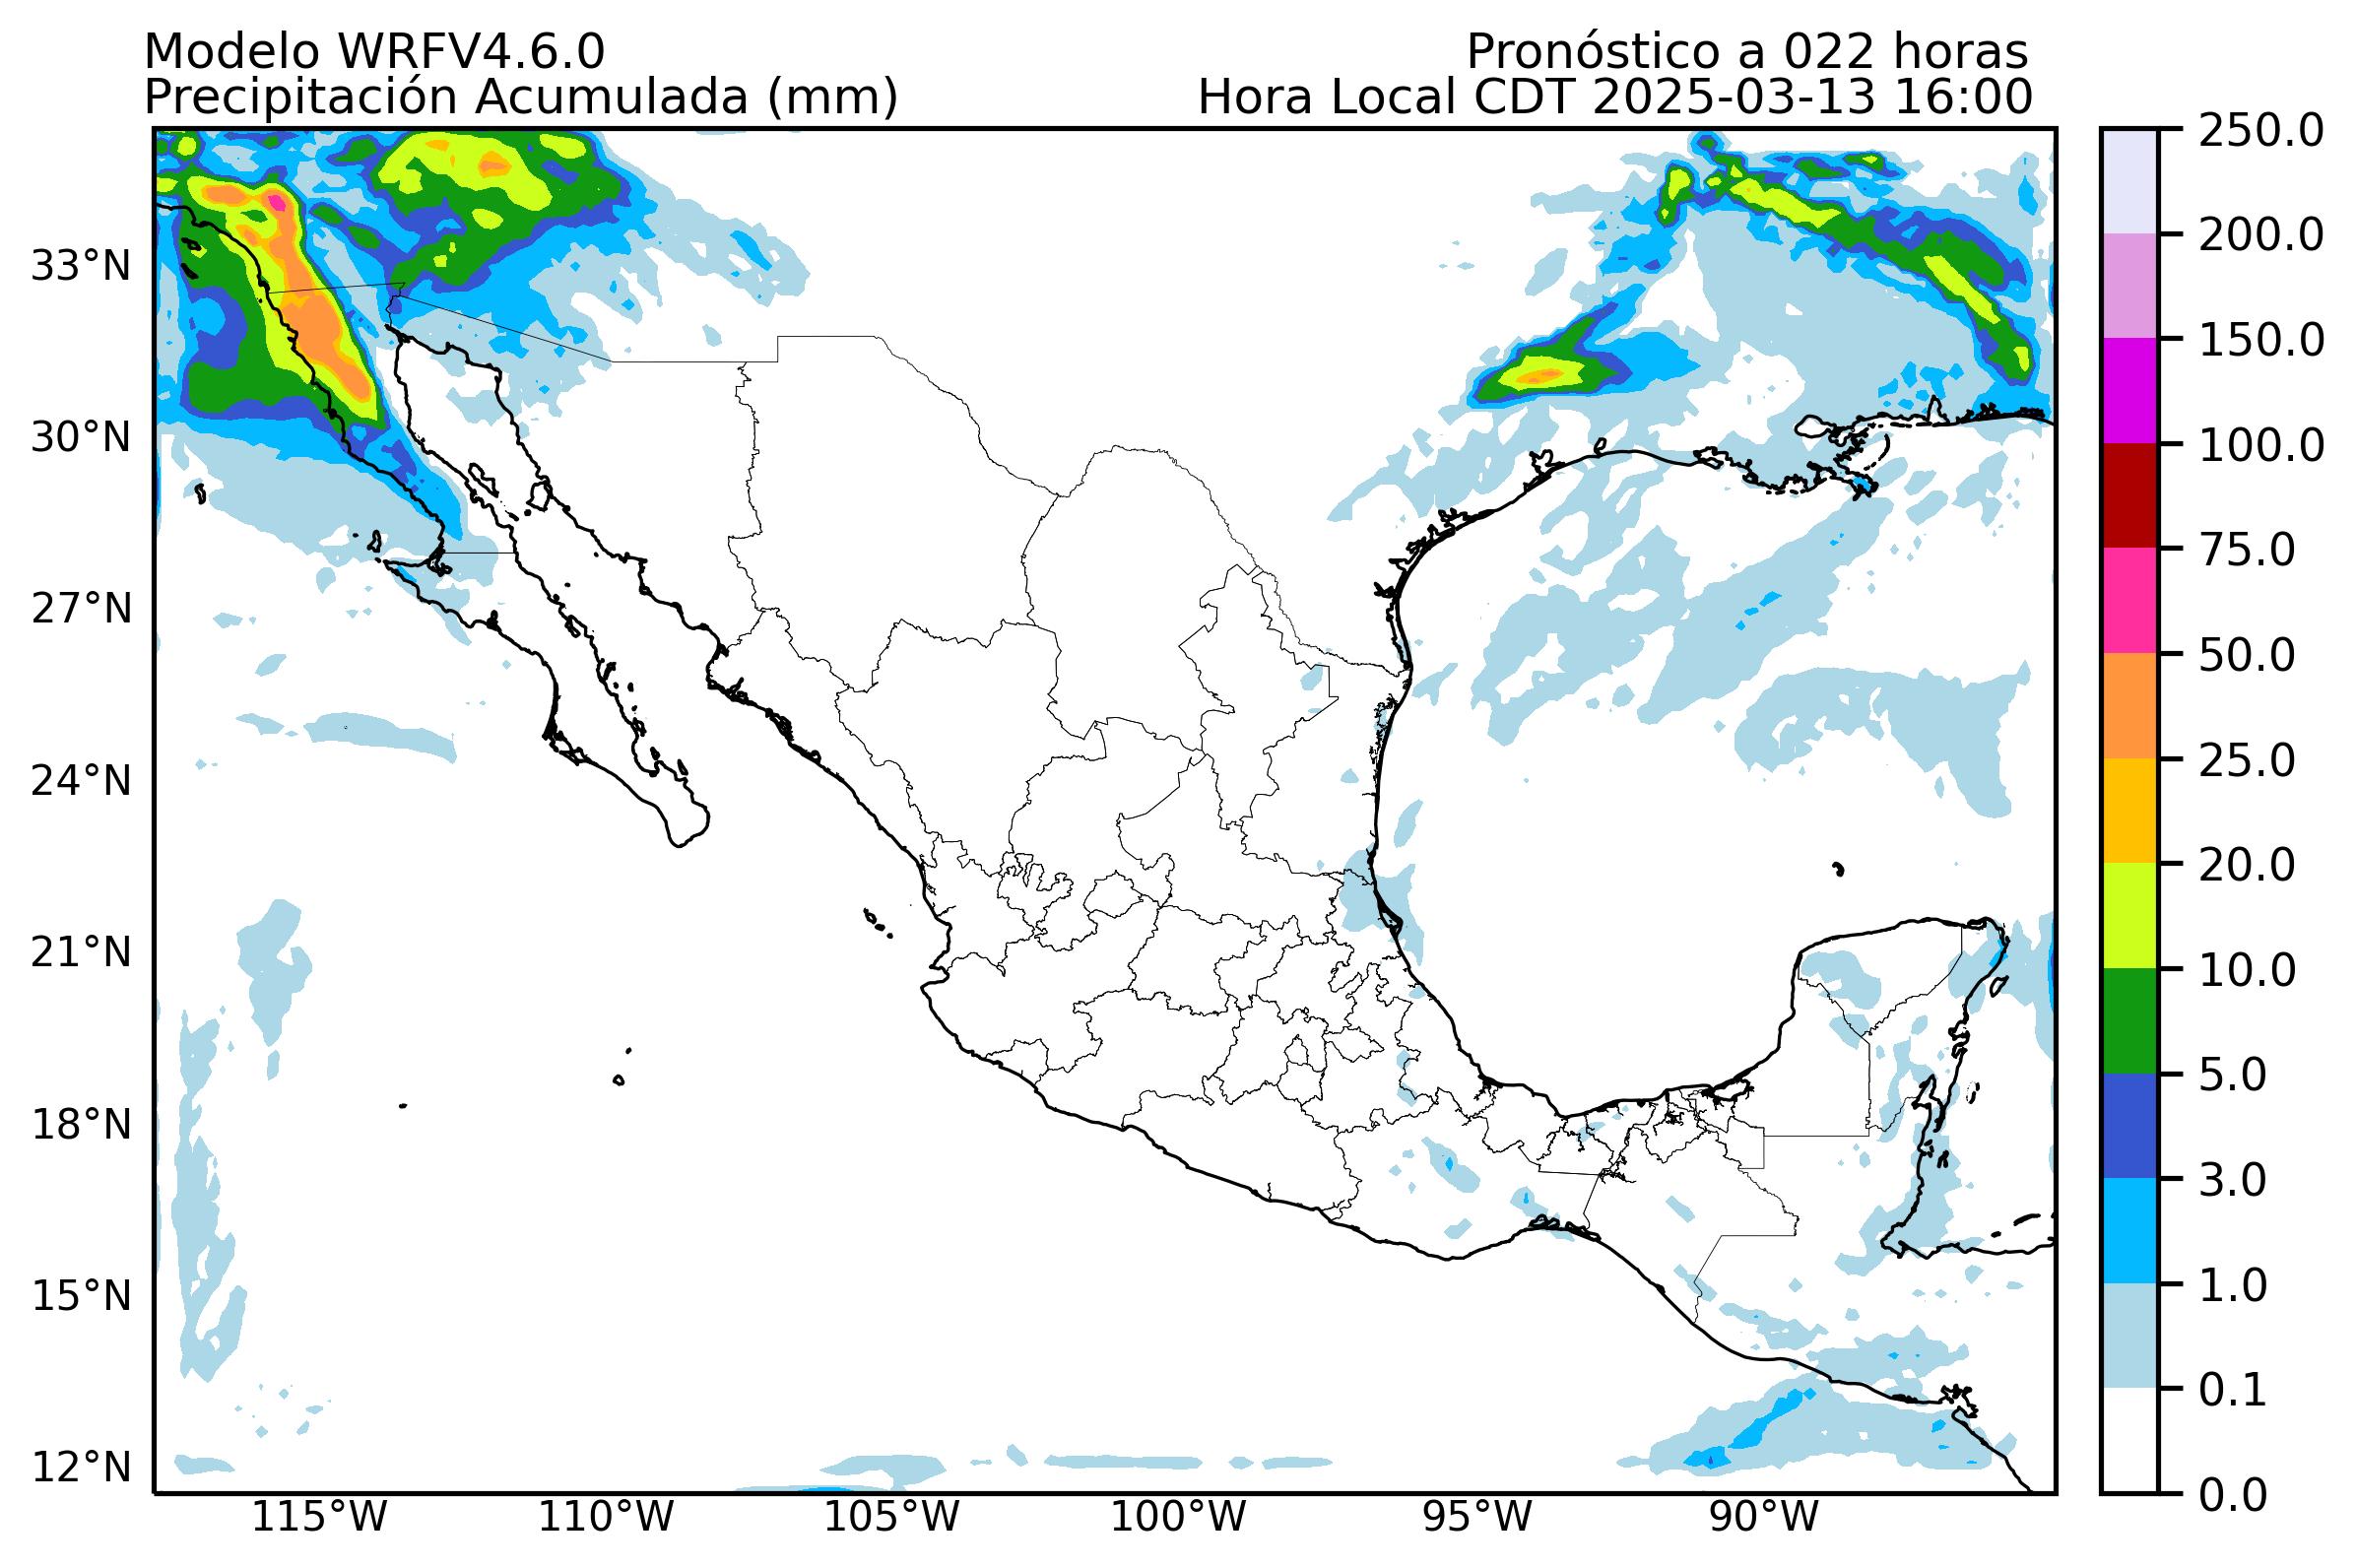 Modelo WRFV4.6.0
Pronóstico a 022 horas
Precipitación Acumulada (mm)
Hora Local CDT 2025-03-13 16:00
33°N
30°N
27°N
24°N
21°N
18°N
15°N
12°N
115°W
110°W
105°W
100°W
95°W
90°W
250.0
200.0
150.0
100.0
75.0
50.0
25.0
20.0
10.0
5.0
3.0
1.0
0.1
0.0